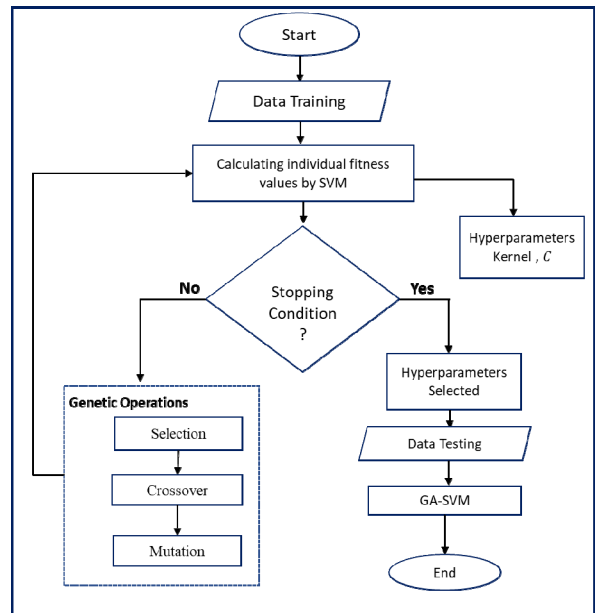 Start
Data Training
Calculating individual fitness
values by SVM
Hyperparameters
Kernel , C
No
Stopping
Condition
?
Yes
Genetic Operations
Selection
Crossover
Mutation
Hyperparameters
Selected
Data Testing
GA-SVM
End